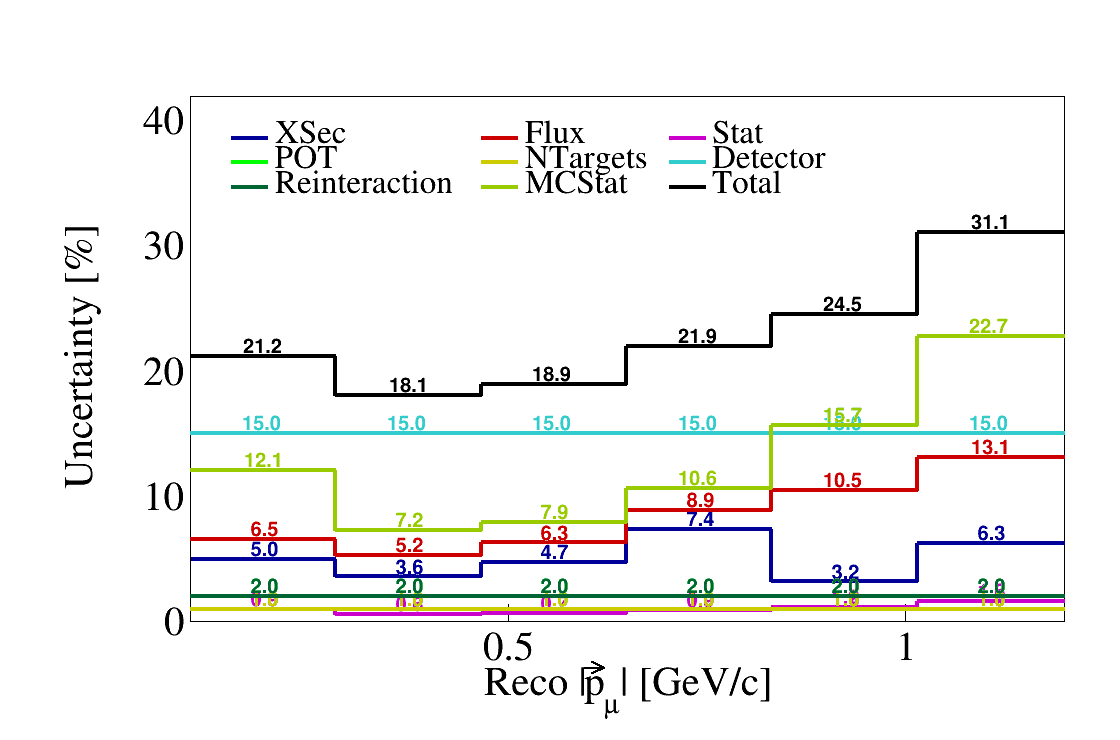 40
XSec Flux Stat
POT NTargets Detector
Reinteraction MCStat Total
30
31.1
24.5
22.7
21.2 18.1 18.9 21.9
20
15.0 15.0 15.0 15.0 15.7 15.0
12.1 7.2 7.9 10.6
13.1
10
6.5 5.2 6.3 8.9 10.5
5.0 3.6 4.7 7.4 3.2 6.3
2.0 2.0 2.0 2.0 2.0 2.0
0
0.5 1
Uncertainty [%]
Reco |p⃗μ| [GeV/c]